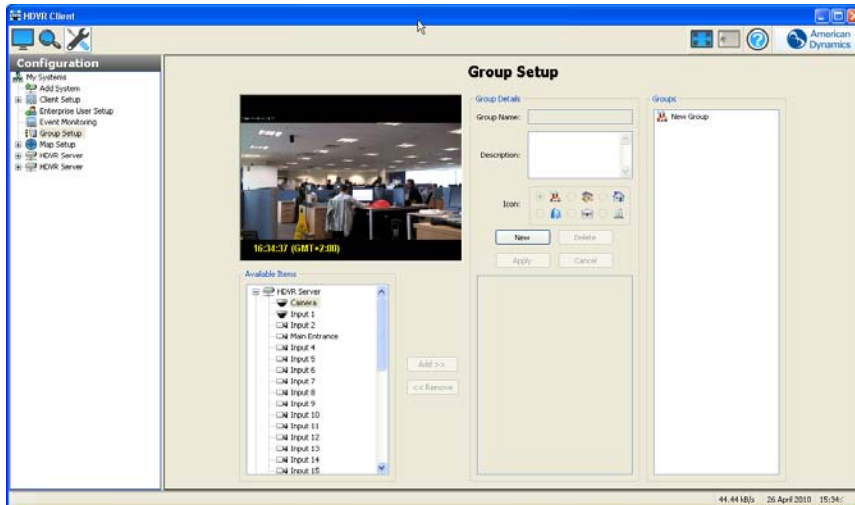 HDVR Client
American
Dynamics
Configuration
My Systems
Add System
Client Setup
Enterprise User Setup
Event Monitoring
Group Setup
Map Setup
HDVR Server
HDVR Server
Group Setup
16:34:37 (GMT+2:00)
Available Items
HDVR Server
Camera
Input 1
Input 2
Main Entrance
Input 4
Input 5
Input 6
Input 7
Input 8
Input 9
Input 10
Input 11
Input 12
Input 13
Input 14
Input 15
Add >>
<< Remove
Group Details
Group Name:
Description:
Icon:
New
Delete
Apply
Cancel
Groups
New Group
44.44 kB/s
26 April 2010
15:34: